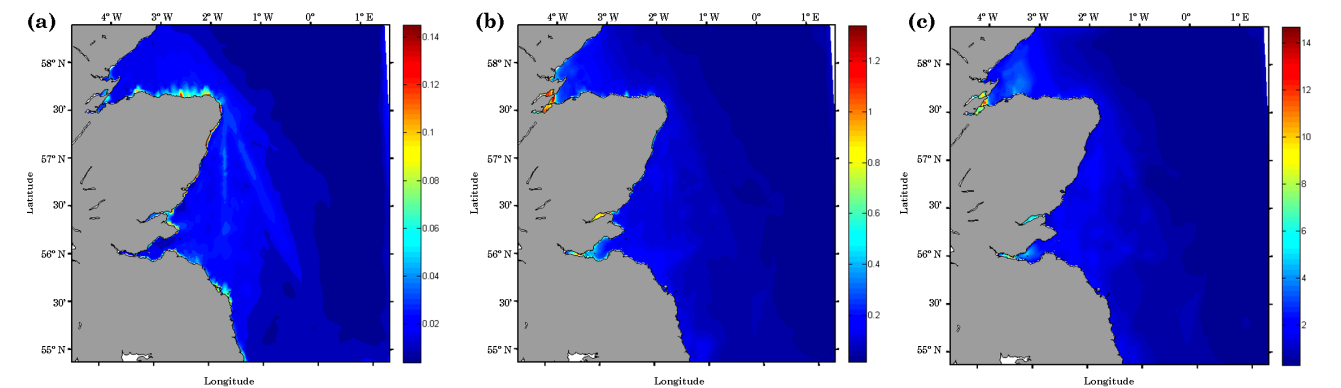 (a)
4° W
3° W
2° W
0°
1° E
58° N
30'
57° N
30'
56° N
30'
55° N
Latitude
Longitude
0.14
0.12
0.1
0.08
0.06
0.04
0.02
(b)
4° W
3° W
2° W
0°
1° E
58° N
30'
57° N
30'
56° N
30'
55° N
Latitude
Longitude
1.2
1
0.8
0.6
0.4
0.2
(c)
4° W
3° W
2° W
0°
1° E
58° N
30'
57° N
30'
56° N
30'
55° N
Latitude
Longitude
14
12
10
8
6
4
2